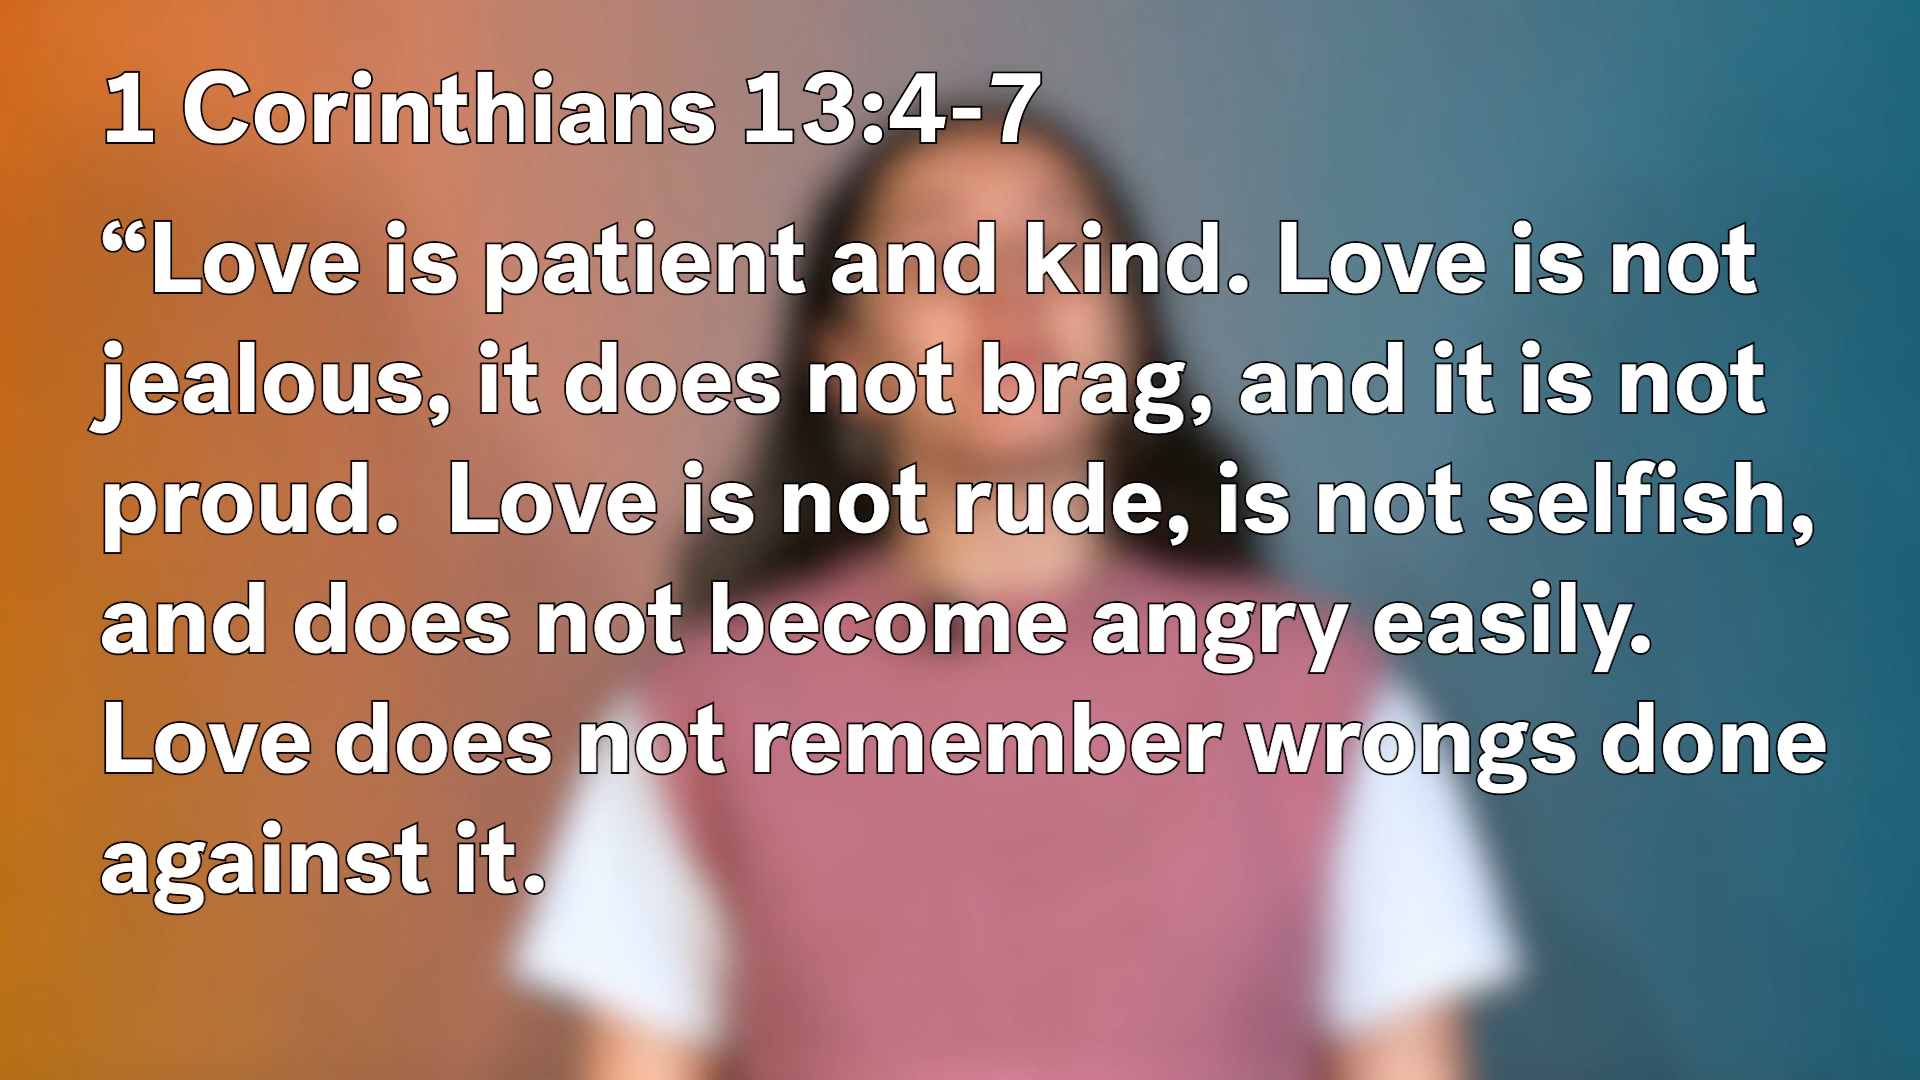 1 Corinthians 13:4-7
“Love is patient and kind. Love is not
jealous, it does not brag, and it is not
proud.  Love is not rude, is not selfish,
and does not become angry easily.
Love does not remember wrongs done
against it.